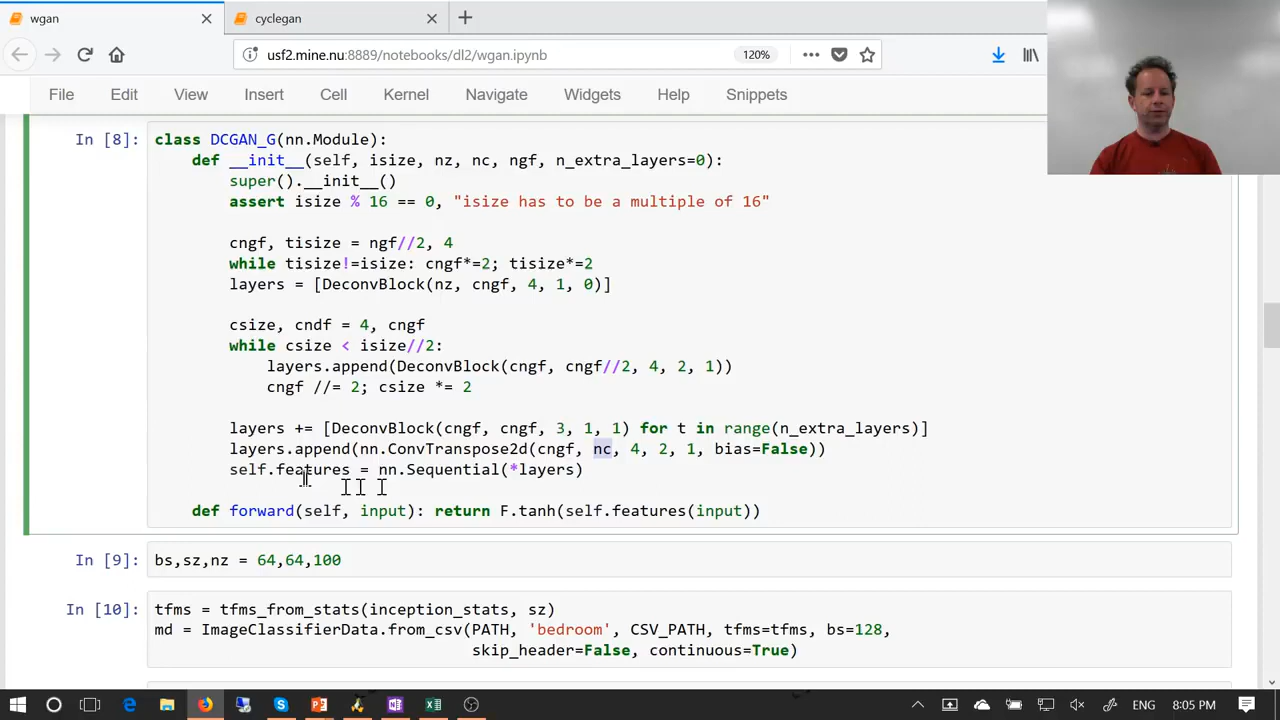 wgan
cyclegan
usf2.mine.nu:8889/notebooks/dl2/wgan.ipynb
120%
File Edit View Insert Cell Kernel Navigate Widgets Help Snippets
In [8]:
class DCGAN_G(nn.Module):
def __init__(self, isize, nz, nc, ngf, n_extra_layers=0):
super().__init__()
assert isize % 16 == 0, "isize has to be a multiple of 16"
cngf, tisize = ngf//2, 4
while tisize!=isize: cngf*=2; tisize*=2
layers = [DeconvBlock(nz, cngf, 4, 1, 0)]
csize, cndf = 4, cngf
while csize < isize//2:
layers.append(DeconvBlock(cngf, cngf//2, 4, 2, 1))
cngf //= 2; csize *= 2
layers += [DeconvBlock(cngf, cngf, 3, 1, 1) for t in range(n_extra_layers)]
layers.append(nn.ConvTranspose2d(cngf, nc, 4, 2, 1, bias=False))
self.features = nn.Sequential(*layers)
def forward(self, input): return F.tanh(self.features(input))
In [9]:
bs,sz,nz = 64,64,100
In [10]:
tfms = tfms_from_stats(inception_stats, sz)
md = ImageClassifierData.from_csv(PATH, 'bedroom', CSV_PATH, tfms=tfms, bs=128,
skip_header=False, continuous=True)
ENG 8:05 PM